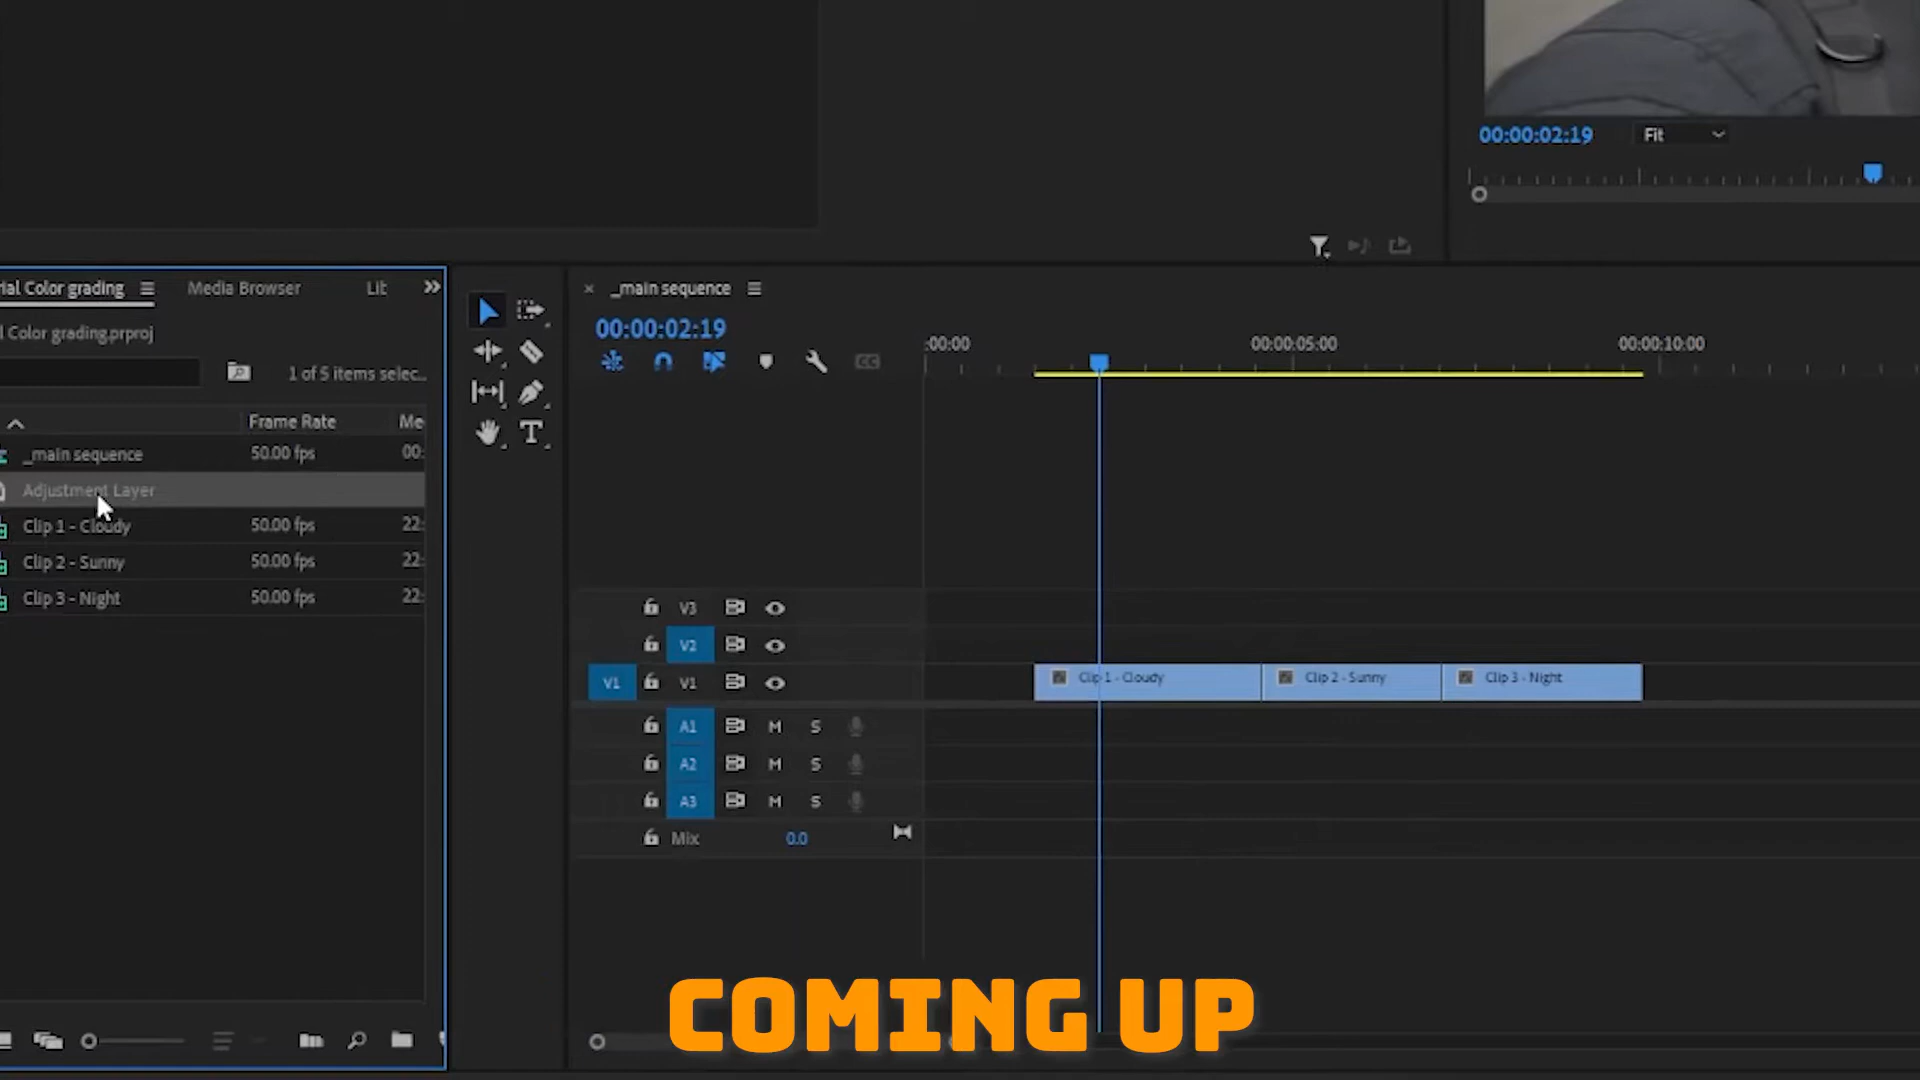 00:00:02:19 Fit
ial Color grading Media Browser Lit
l Color grading.prproj
1 of 5 items selec...
Frame Rate Me
_main sequence 50.00 fps 00:
Adjustment Layer
Clip 1 - Cloudy 50.00 fps 22:
Clip 2 - Sunny 50.00 fps 22:
Clip 3 - Night 50.00 fps 22:
_main sequence
00:00:02:19
:00:00 00:00:05:00 00:00:10:00
V3
V2
V1 V1 Clip 1 - Cloudy Clip 2 - Sunny Clip 3 - Night
A1 M S
A2 M S
A3 M S
Mix 0.0
COMING UP